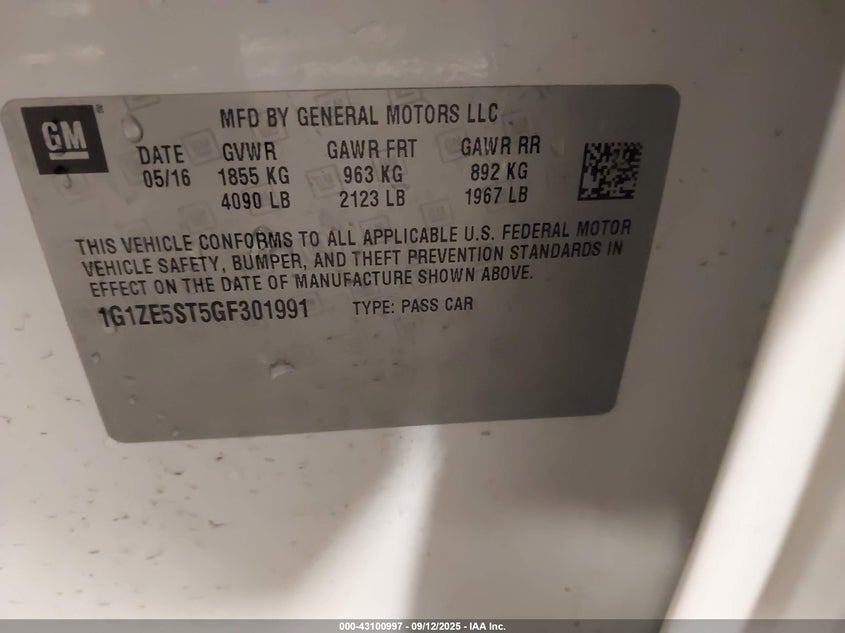 GM®
MFD BY GENERAL MOTORS LLC
DATE GVWR GAWR FRT GAWR RR
05/16 1855 KG 963 KG 892 KG
4090 LB 2123 LB 1967 LB
THIS VEHICLE CONFORMS TO ALL APPLICABLE U.S. FEDERAL MOTOR
VEHICLE SAFETY, BUMPER, AND THEFT PREVENTION STANDARDS IN
EFFECT ON THE DATE OF MANUFACTURE SHOWN ABOVE.
1G1ZE5ST5GF301991 TYPE: PASS CAR
000-43100997 - 09/12/2025 - IAA Inc.